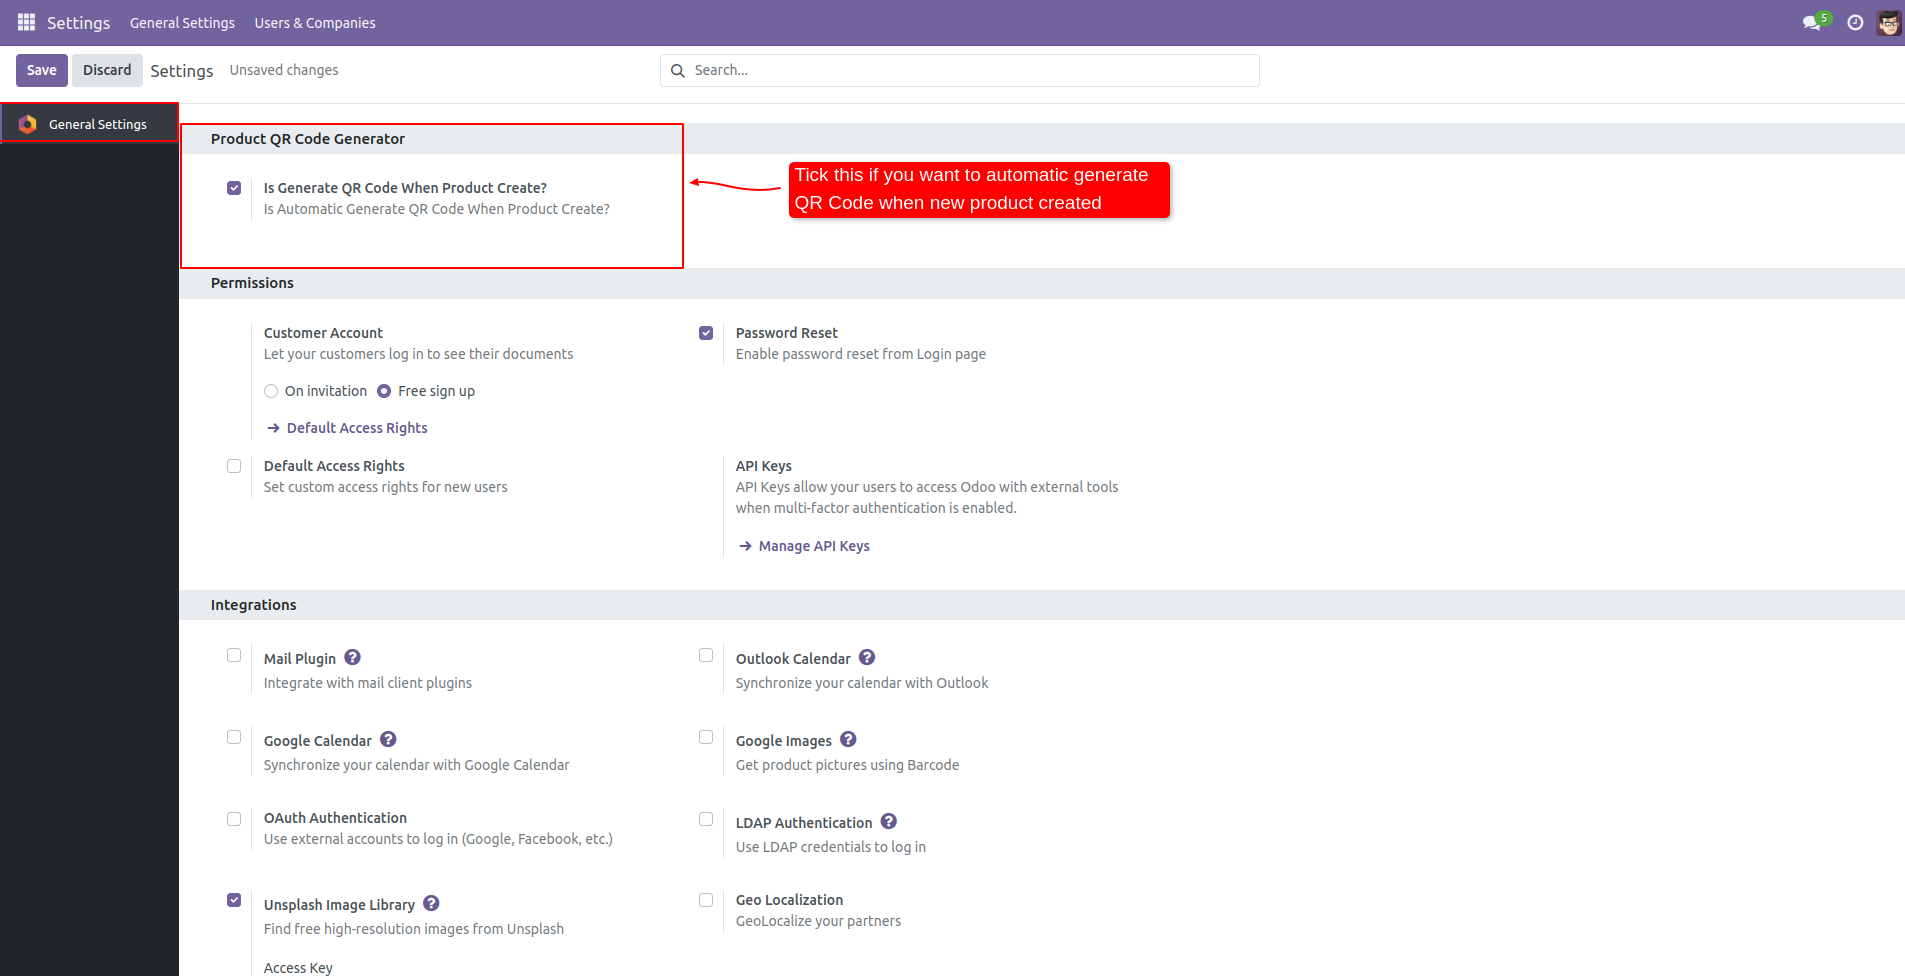 Settings General Settings Users & Companies 5
Save Discard Settings Unsaved changes Search...
General Settings
Product QR Code Generator
Is Generate QR Code When Product Create?
Is Automatic Generate QR Code When Product Create?
Tick this if you want to automatic generate
QR Code when new product created
Permissions
Customer Account
Let your customers log in to see their documents
On invitation Free sign up
Default Access Rights
Password Reset
Enable password reset from Login page
Default Access Rights
Set custom access rights for new users
API Keys
API Keys allow your users to access Odoo with external tools
when multi-factor authentication is enabled.
Manage API Keys
Integrations
Mail Plugin ?
Integrate with mail client plugins
Outlook Calendar ?
Synchronize your calendar with Outlook
Google Calendar ?
Synchronize your calendar with Google Calendar
Google Images ?
Get product pictures using Barcode
OAuth Authentication
Use external accounts to log in (Google, Facebook, etc.)
LDAP Authentication ?
Use LDAP credentials to log in
Unsplash Image Library ?
Find free high-resolution images from Unsplash
Access Key
Geo Localization
GeoLocalize your partners